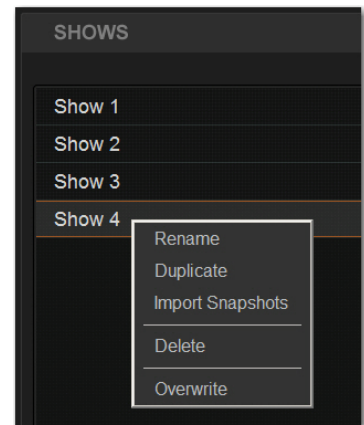 SHOWS
Show 1
Show 2
Show 3
Show 4
Rename
Duplicate
Import Snapshots
Delete
Overwrite